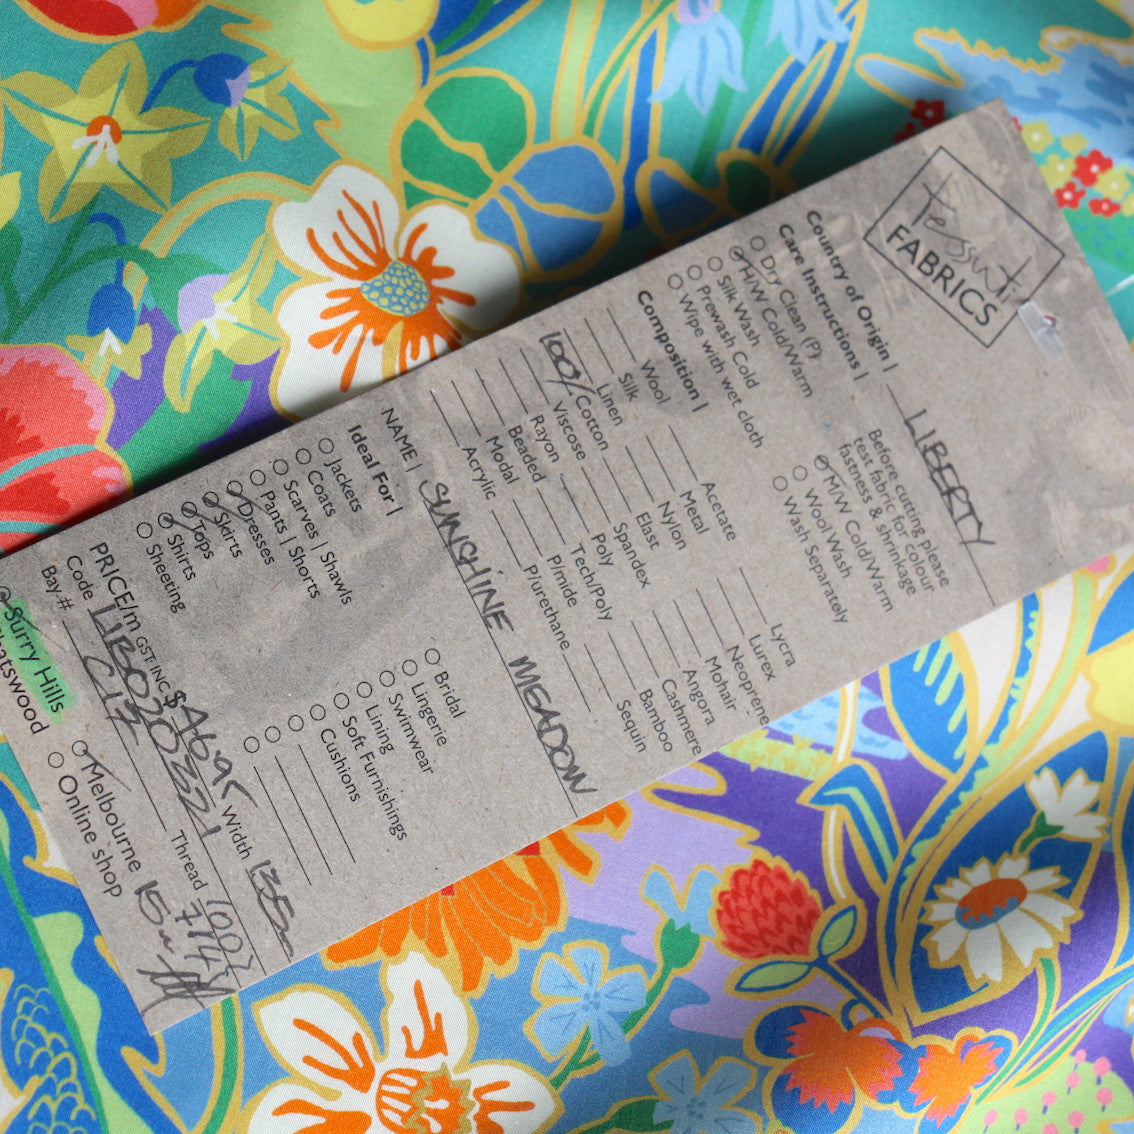 tessuti
FABRICS
Country of Origin | LIBERTY
Care Instructions |
Before cutting please
test fabric for colour
fastness & shrinkage
Dry Clean (P)
H/W Cold/Warm
Silk Wash
Prewash Cold
Wipe with wet cloth
M/W Cold/Warm
Wool Wash
Wash Separately
Composition |
Wool
Silk
Linen
100% Cotton
Viscose
Rayon
Beaded
Modal
Acrylic
Acetate
Metal
Nylon
Elast
Spandex
Poly
Tech/Poly
P/mide
P/urethane
Lycra
Lurex
Neoprene
Mohair
Angora
Cashmere
Bamboo
Sequin
NAME | SUNSHINE MEADOW
Ideal For |
Jackets
Coats
Scarves | Shawls
Pants | Shorts
Dresses
Skirts
Tops
Shirts
Sheeting
Bridal
Lingerie
Swimwear
Lining
Soft Furnishings
Cushions
PRICE/m GST INC $ Width
Code LIB020321 Thread
Bay # C17
Surry Hills
Chatswood
Melbourne
Online shop